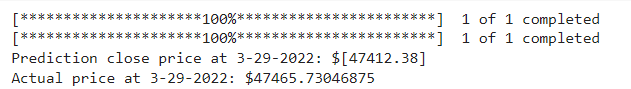 [*********************100%***********************]  1 of 1 completed
[*********************100%***********************]  1 of 1 completed
Prediction close price at 3-29-2022: $[47412.38]
Actual price at 3-29-2022: $47465.73046875